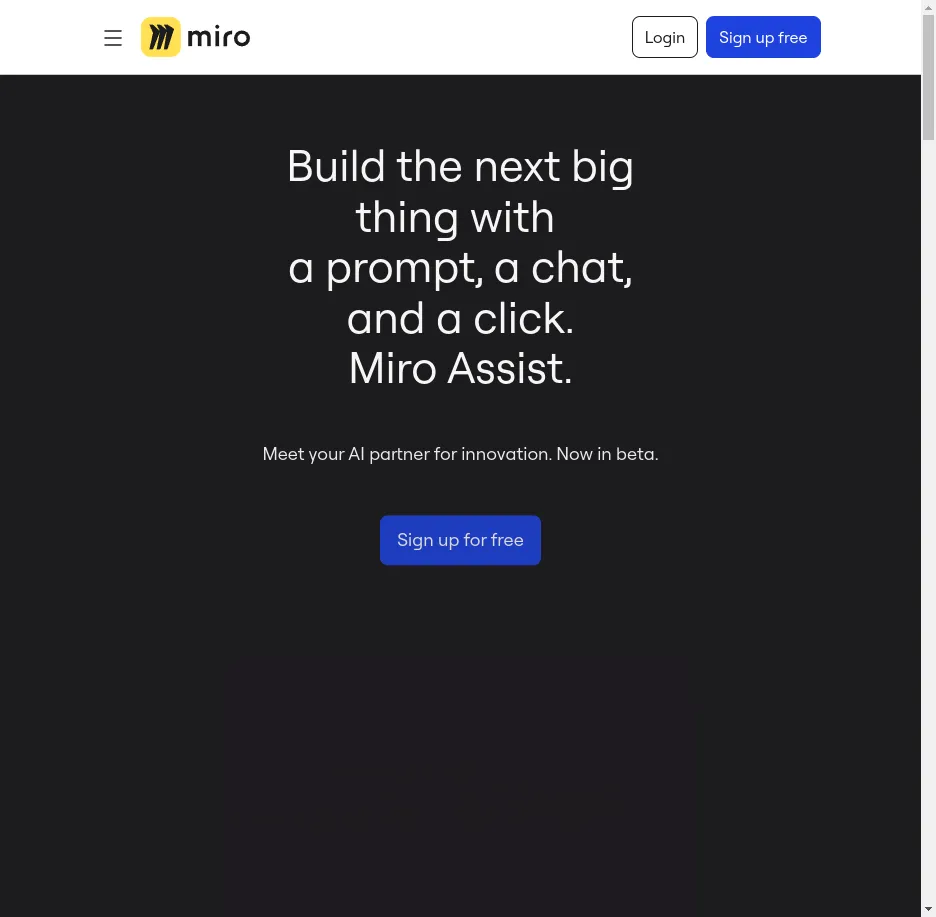 miro
Login
Sign up free
Build the next big
thing with
a prompt, a chat,
and a click.
Miro Assist.
Meet your AI partner for innovation. Now in beta.
Sign up for free